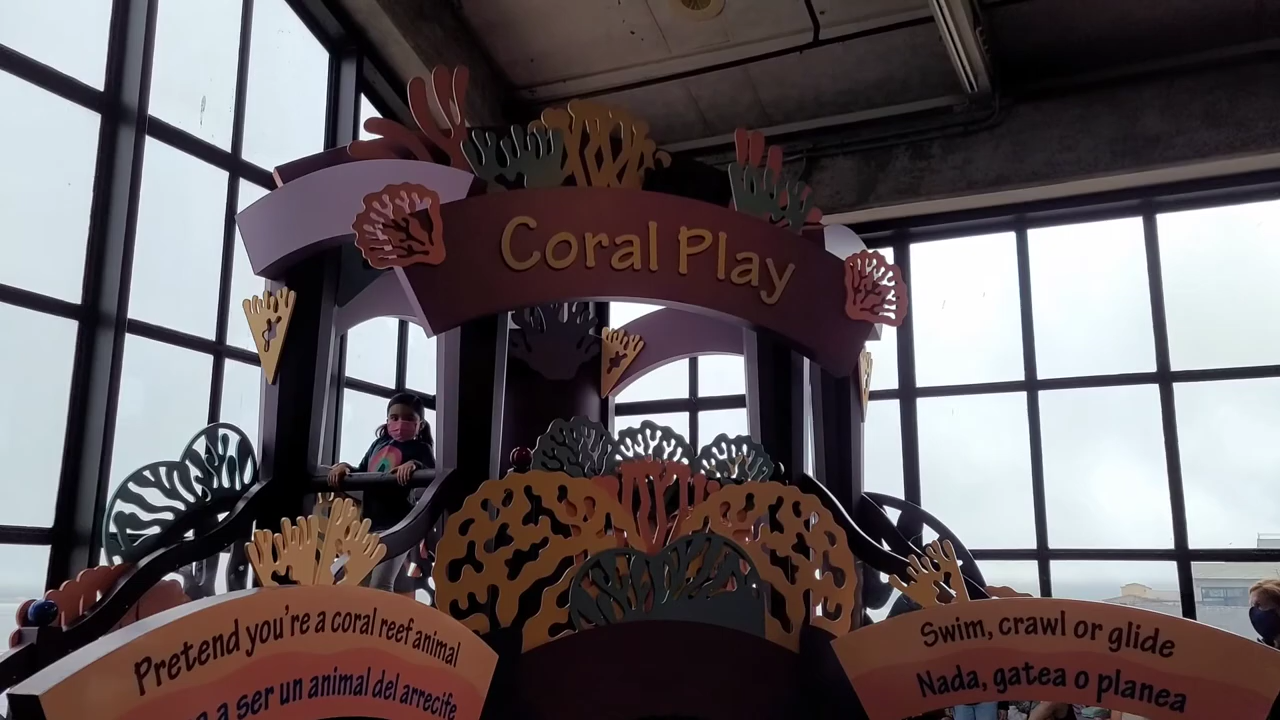 Coral Play
Pretend you're a coral reef animal
a ser un animal del arrecife
Swim, crawl or glide
Nada, gatea o planea